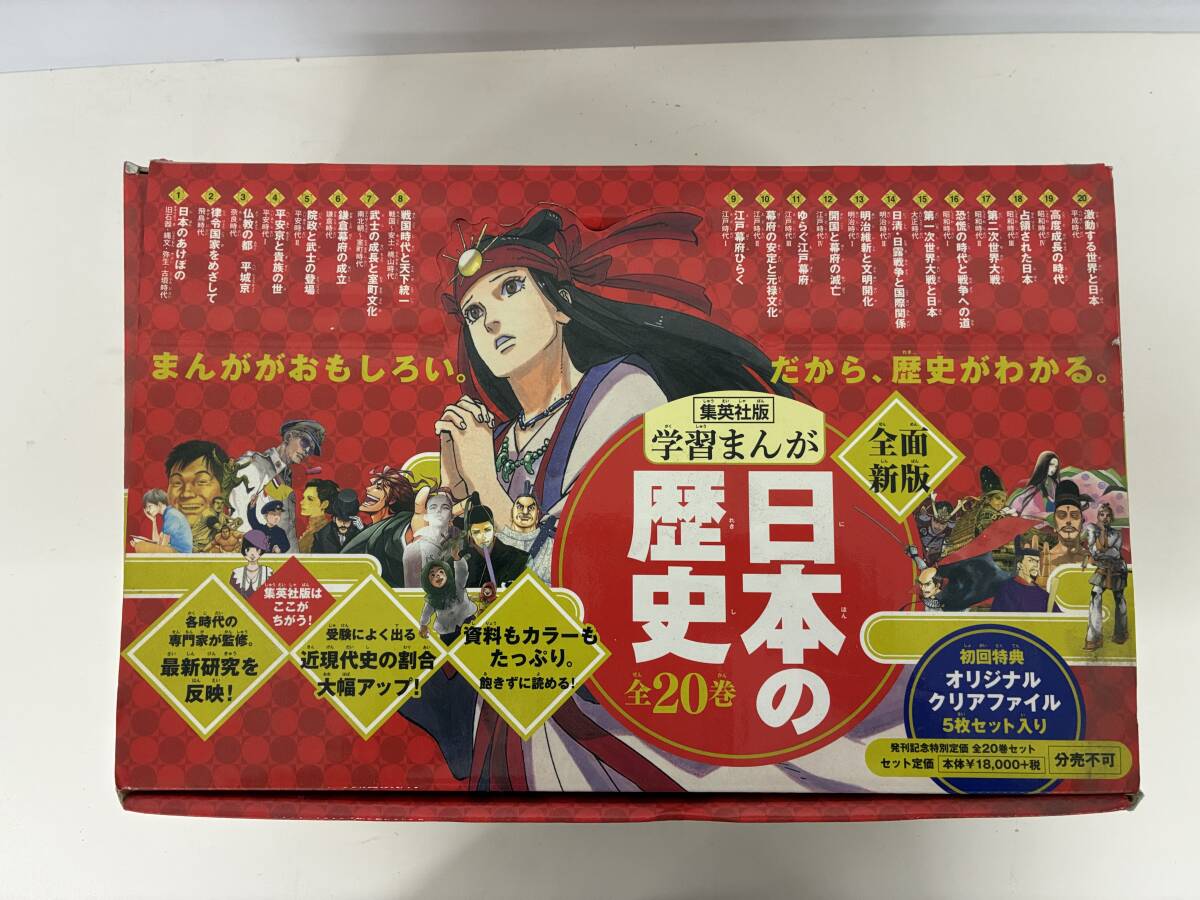 1 日本のあけぼの
旧石器・縄文・弥生・古墳時代
2 律令国家をめざして
飛鳥時代
3 仏教の都 平城京
奈良時代
4 平安京と貴族の世
平安時代Ⅰ
5 院政と武士の登場
平安時代Ⅱ
6 鎌倉幕府の成立
鎌倉時代
7 武士の成長と室町文化
南北朝～室町時代
8 戦国時代と天下統一
戦国～安土・桃山時代
9 江戸幕府ひらく
江戸時代Ⅰ
10 幕府の安定と元禄文化
江戸時代Ⅱ
11 ゆらぐ江戸幕府
江戸時代Ⅲ
12 開国と幕府の滅亡
江戸時代Ⅳ
13 明治維新と文明開化
明治時代Ⅰ
14 日清・日露戦争と国際関係
明治時代Ⅱ
15 第一次世界大戦と日本
大正時代
16 恐慌の時代と戦争への道
昭和時代Ⅰ
17 第二次世界大戦
昭和時代Ⅱ
18 占領された日本
昭和時代Ⅲ
19 高度成長の時代
昭和時代Ⅳ
20 激動する世界と日本
平成時代
まんががおもしろい。
だから、歴史がわかる。
集英社版
学習まんが
日本の
歴史
全20巻
全面
新版
集英社版は
ここが
ちがう!
各時代の
専門家が監修。
最新研究を
反映!
受験によく出る
近現代史の割合
大幅アップ!
資料もカラーも
たっぷり。
飽きずに読める!
初回特典
オリジナル
クリアファイル
5枚セット入り
発刊記念特別定価 全20巻セット
セット定価 本体¥18,000+税 分売不可